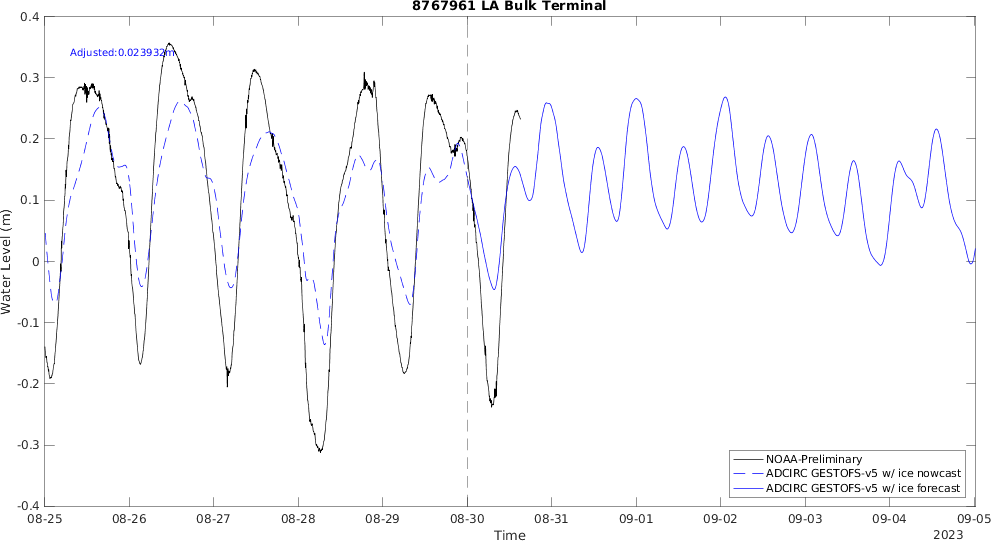 8767961 LA Bulk Terminal
Adjusted:0.023932m
Water Level (m)
0.4
0.3
0.2
0.1
0
-0.1
-0.2
-0.3
-0.4
NOAA-Preliminary
ADCIRC GESTOFS-v5 w/ ice nowcast
ADCIRC GESTOFS-v5 w/ ice forecast
08-25 08-26 08-27 08-28 08-29 08-30 08-31 09-01 09-02 09-03 09-04 09-05
Time
2023